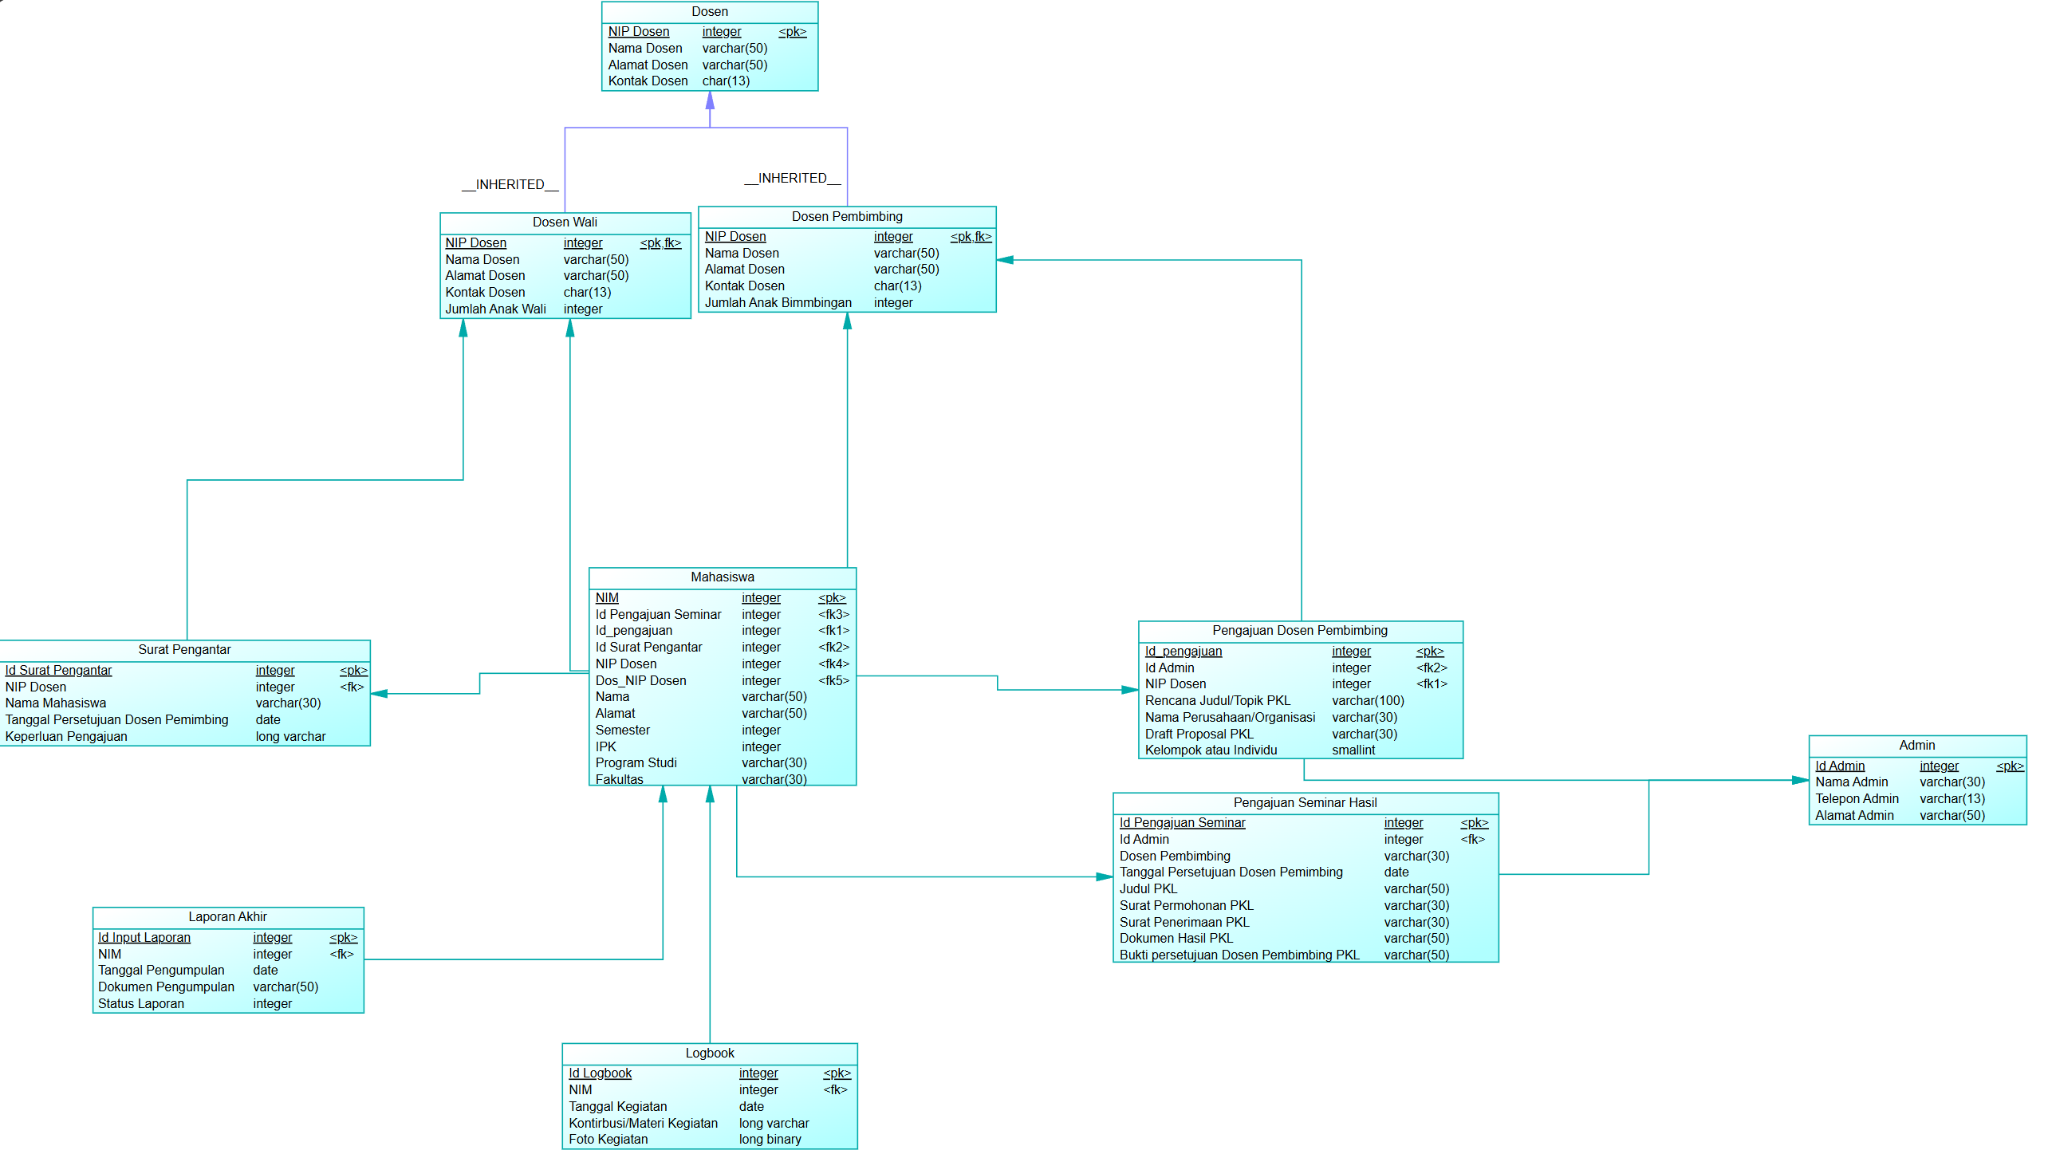 Dosen
NIP Dosen integer <pk>
Nama Dosen varchar(50)
Alamat Dosen varchar(50)
Kontak Dosen char(13)
__INHERITED__
__INHERITED__
Dosen Wali
NIP Dosen integer <pk,fk>
Nama Dosen varchar(50)
Alamat Dosen varchar(50)
Kontak Dosen char(13)
Jumlah Anak Wali integer
Dosen Pembimbing
NIP Dosen integer <pk,fk>
Nama Dosen varchar(50)
Alamat Dosen varchar(50)
Kontak Dosen char(13)
Jumlah Anak Bimmbingan integer
Mahasiswa
NIM integer <pk>
Id Pengajuan Seminar integer <fk3>
Id_pengajuan integer <fk1>
Id Surat Pengantar integer <fk2>
NIP Dosen integer <fk4>
Dos_NIP Dosen integer <fk5>
Nama varchar(50)
Alamat varchar(50)
Semester integer
IPK integer
Program Studi varchar(30)
Fakultas varchar(30)
Surat Pengantar
Id Surat Pengantar integer <pk>
NIP Dosen integer <fk>
Nama Mahasiswa varchar(30)
Tanggal Persetujuan Dosen Pemimbing date
Keperluan Pengajuan long varchar
Pengajuan Dosen Pembimbing
Id_pengajuan integer <pk>
Id Admin integer <fk2>
NIP Dosen integer <fk1>
Rencana Judul/Topik PKL varchar(100)
Nama Perusahaan/Organisasi varchar(30)
Draft Proposal PKL varchar(30)
Kelompok atau Individu smallint
Admin
Id Admin integer <pk>
Nama Admin varchar(30)
Telepon Admin varchar(13)
Alamat Admin varchar(50)
Pengajuan Seminar Hasil
Id Pengajuan Seminar integer <pk>
Id Admin integer <fk>
Dosen Pembimbing varchar(30)
Tanggal Persetujuan Dosen Pemimbing date
Judul PKL varchar(50)
Surat Permohonan PKL varchar(30)
Surat Penerimaan PKL varchar(30)
Dokumen Hasil PKL varchar(50)
Bukti persetujuan Dosen Pembimbing PKL varchar(50)
Laporan Akhir
Id Input Laporan integer <pk>
NIM integer <fk>
Tanggal Pengumpulan date
Dokumen Pengumpulan varchar(50)
Status Laporan integer
Logbook
Id Logbook integer <pk>
NIM integer <fk>
Tanggal Kegiatan date
Kontirbusi/Materi Kegiatan long varchar
Foto Kegiatan long binary